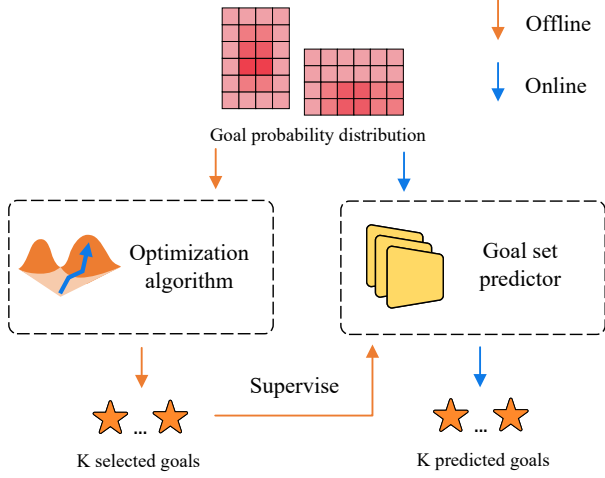 Offline
Online
Goal probability distribution
Optimization
algorithm
Goal set
predictor
Supervise
...
...
K selected goals
K predicted goals